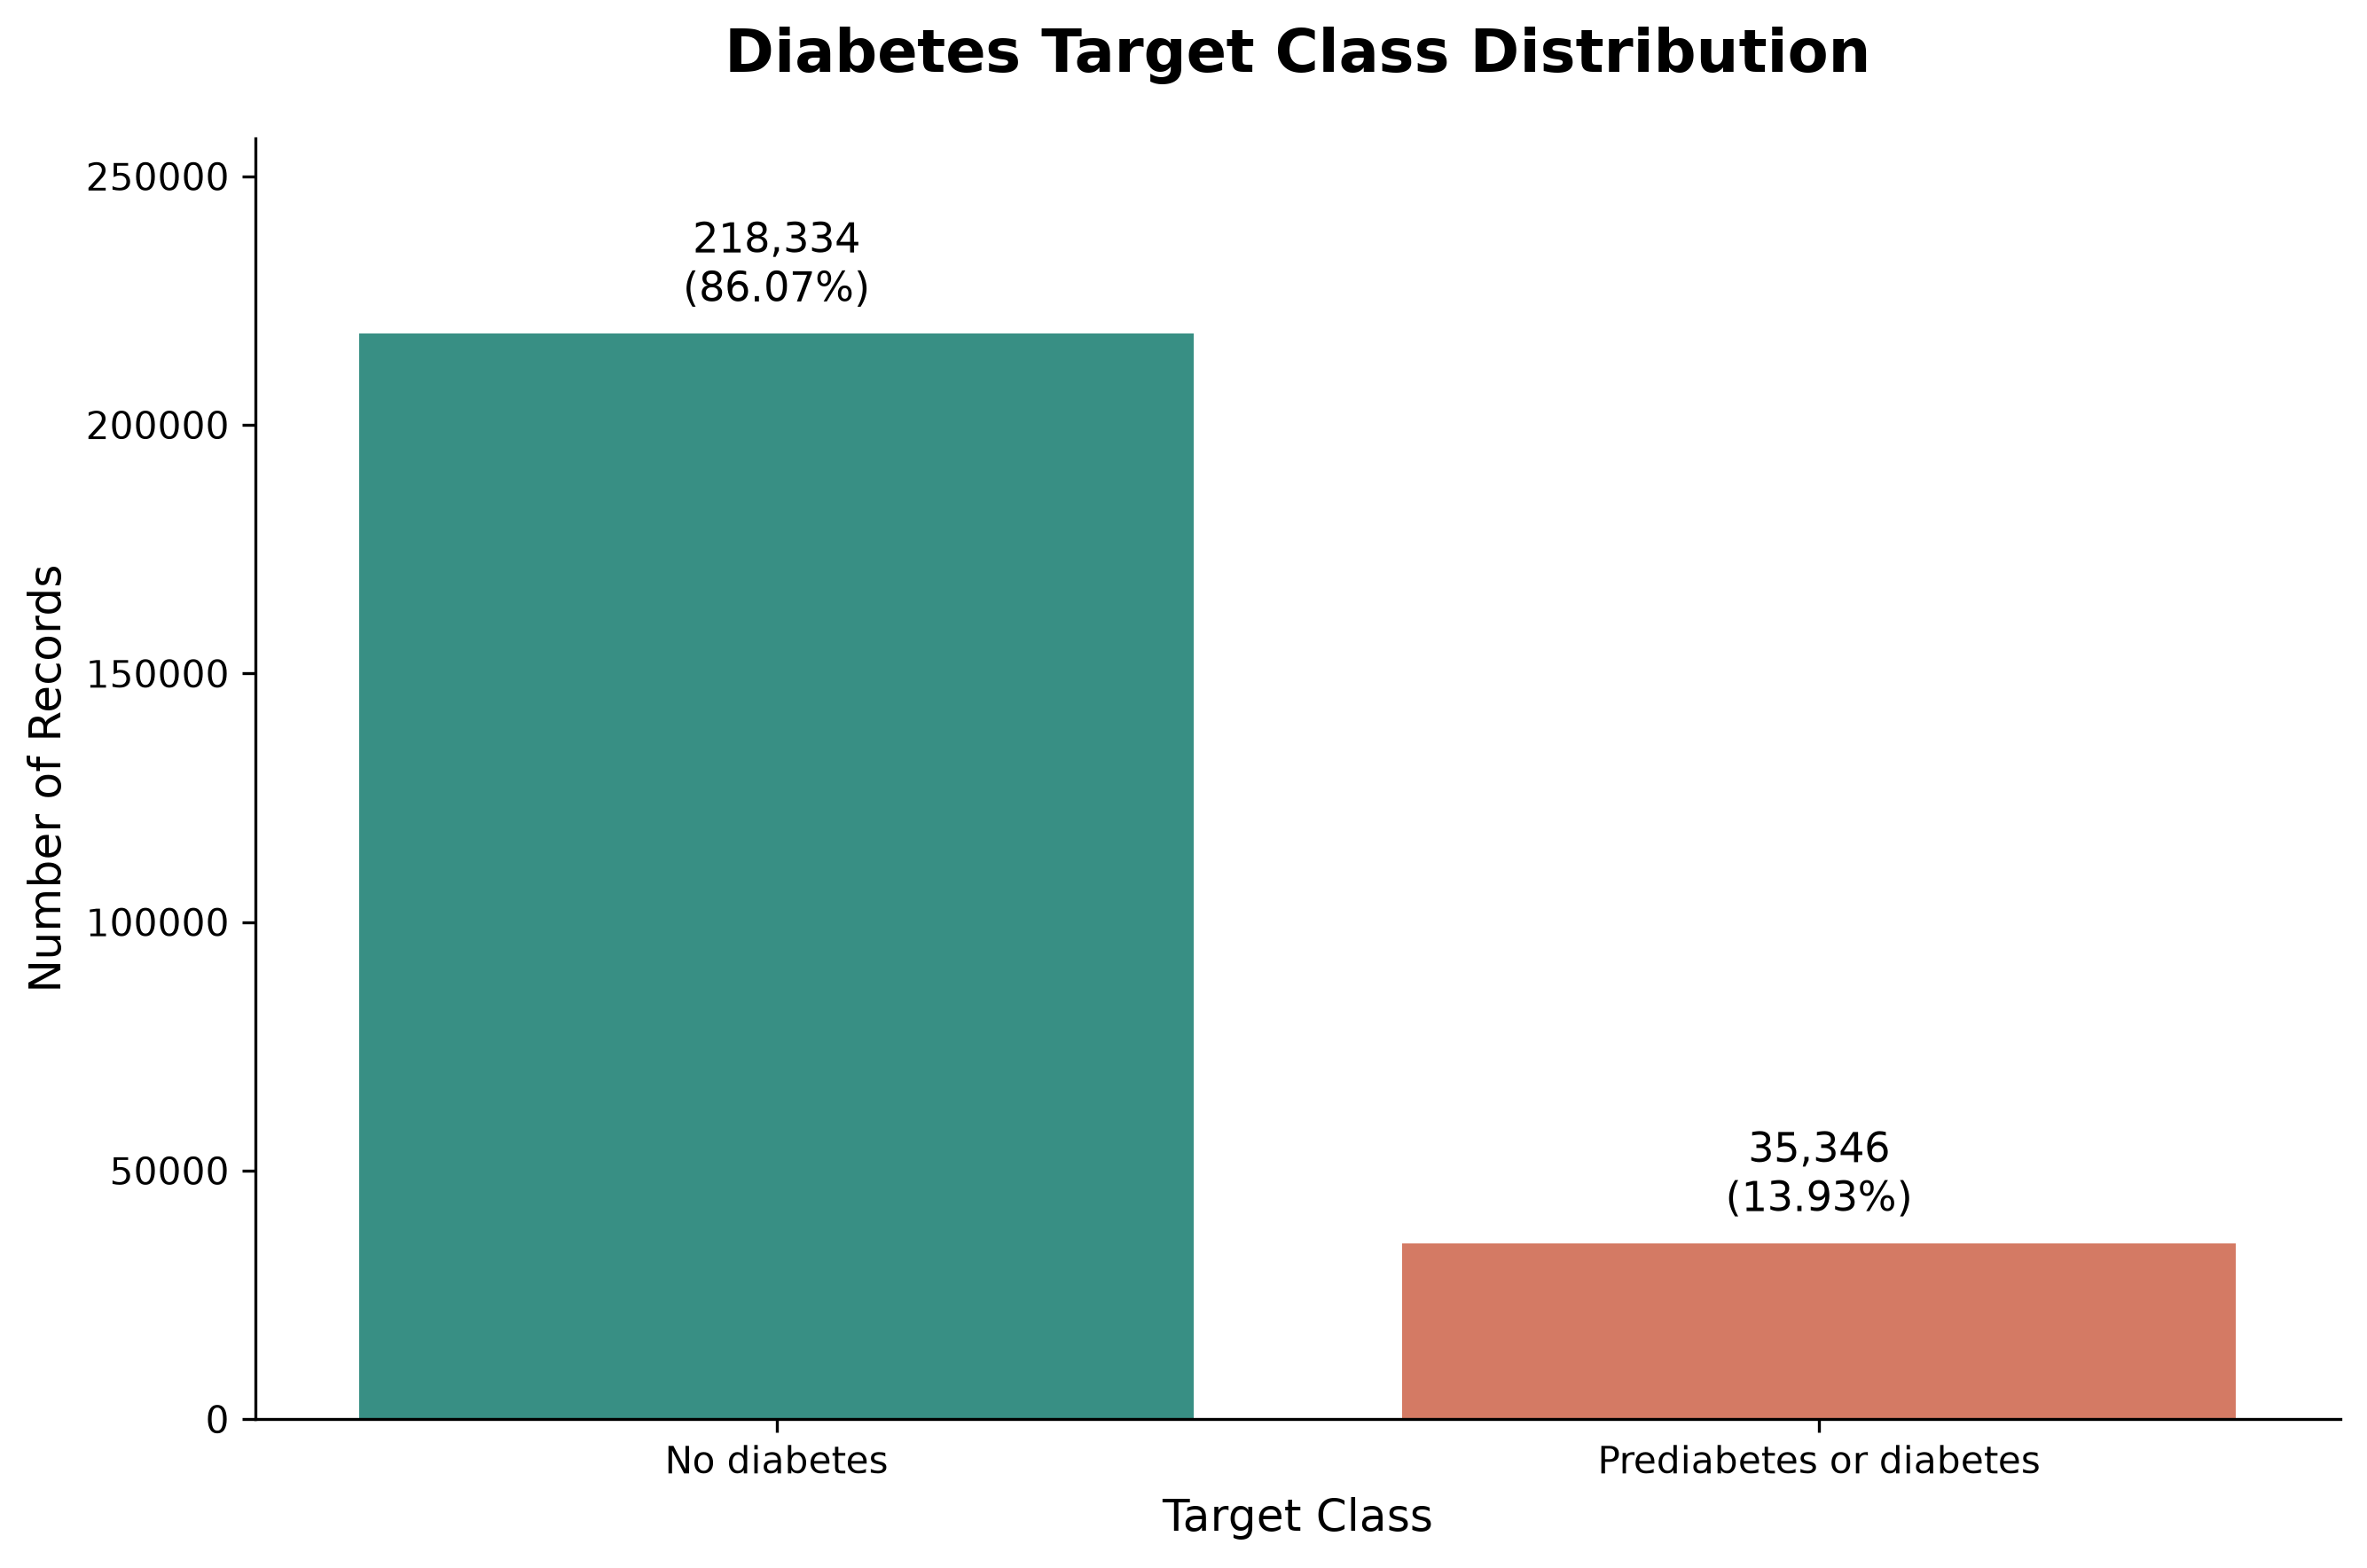 Diabetes Target Class Distribution
Number of Records
250000
200000
150000
100000
50000
0
218,334
(86.07%)
35,346
(13.93%)
No diabetes
Prediabetes or diabetes
Target Class